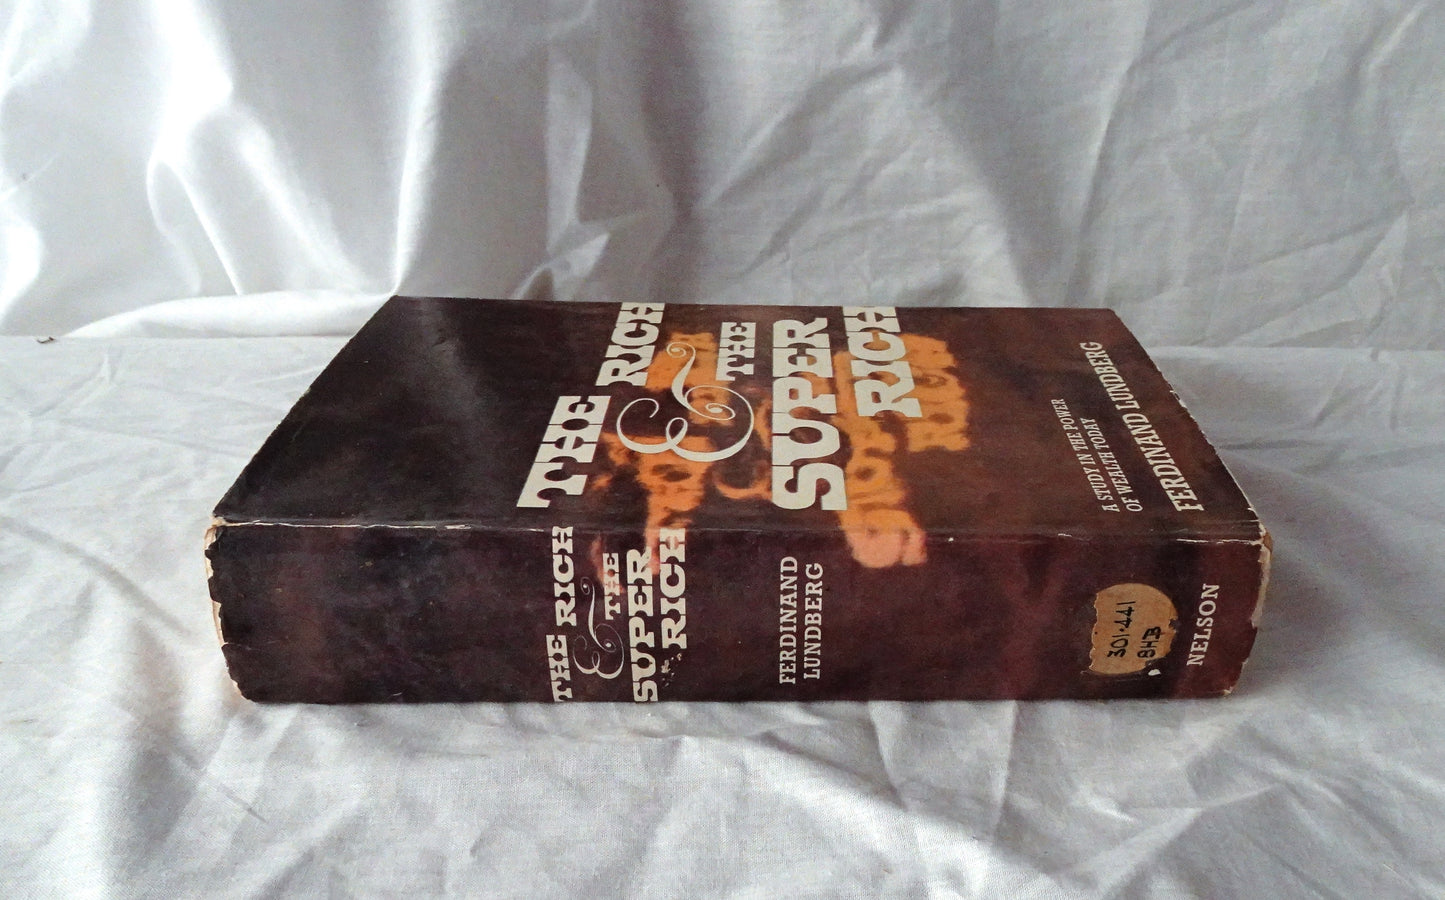 THE RICH
& THE
SUPER
RICH
A STUDY IN THE POWER
OF WEALTH TODAY
FERDINAND LUNDBERG
THE RICH
& THE
SUPER
RICH
FERDINAND
LUNDBERG
301.441
NELSON